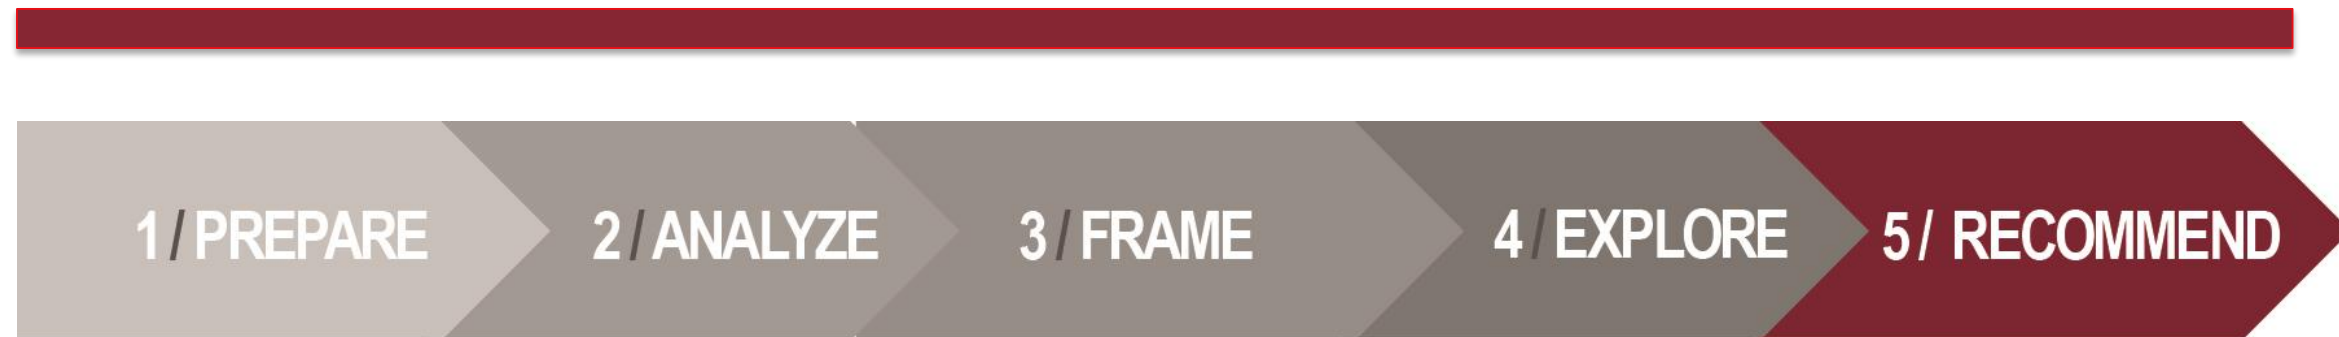 1 / PREPARE 2 / ANALYZE 3 / FRAME 4 / EXPLORE 5 / RECOMMEND